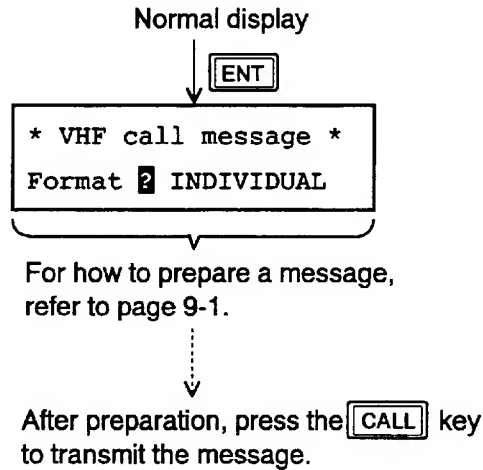 Normal display
ENT
* VHF call message *
Format ? INDIVIDUAL
For how to prepare a message,
refer to page 9-1.
After preparation, press the CALL key
to transmit the message.